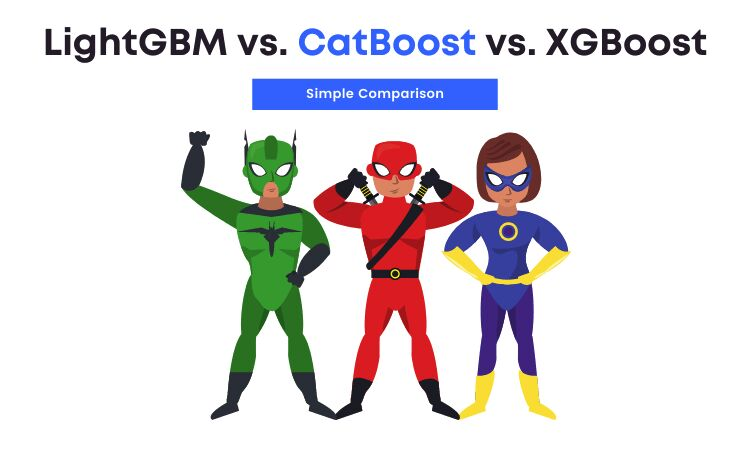 LightGBM vs. CatBoost vs. XGBoost
Simple Comparison